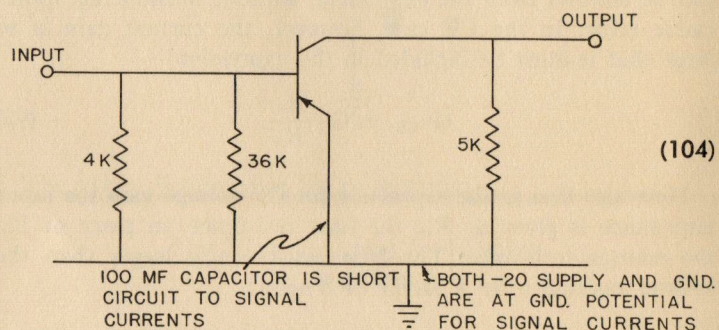 OUTPUT
INPUT
4K
36K
5K
(104)
100 MF CAPACITOR IS SHORT
CIRCUIT TO SIGNAL
CURRENTS
BOTH -20 SUPPLY AND GND.
ARE AT GND. POTENTIAL
FOR SIGNAL CURRENTS